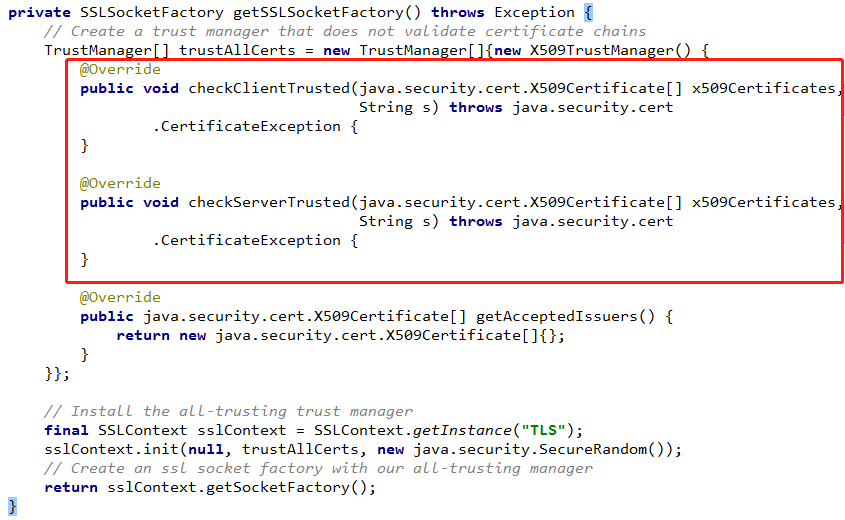 private SSLSocketFactory getSSLSocketFactory() throws Exception {
    // Create a trust manager that does not validate certificate chains
    TrustManager[] trustAllCerts = new TrustManager[]{new X509TrustManager() {
        @Override
        public void checkClientTrusted(java.security.cert.X509Certificate[] x509Certificates,
                                       String s) throws java.security.cert
                .CertificateException {
        }

        @Override
        public void checkServerTrusted(java.security.cert.X509Certificate[] x509Certificates,
                                       String s) throws java.security.cert
                .CertificateException {
        }

        @Override
        public java.security.cert.X509Certificate[] getAcceptedIssuers() {
            return new java.security.cert.X509Certificate[]{};
        }
    }};

    // Install the all-trusting trust manager
    final SSLContext sslContext = SSLContext.getInstance("TLS");
    sslContext.init(null, trustAllCerts, new java.security.SecureRandom());
    // Create an ssl socket factory with our all-trusting manager
    return sslContext.getSocketFactory();
}